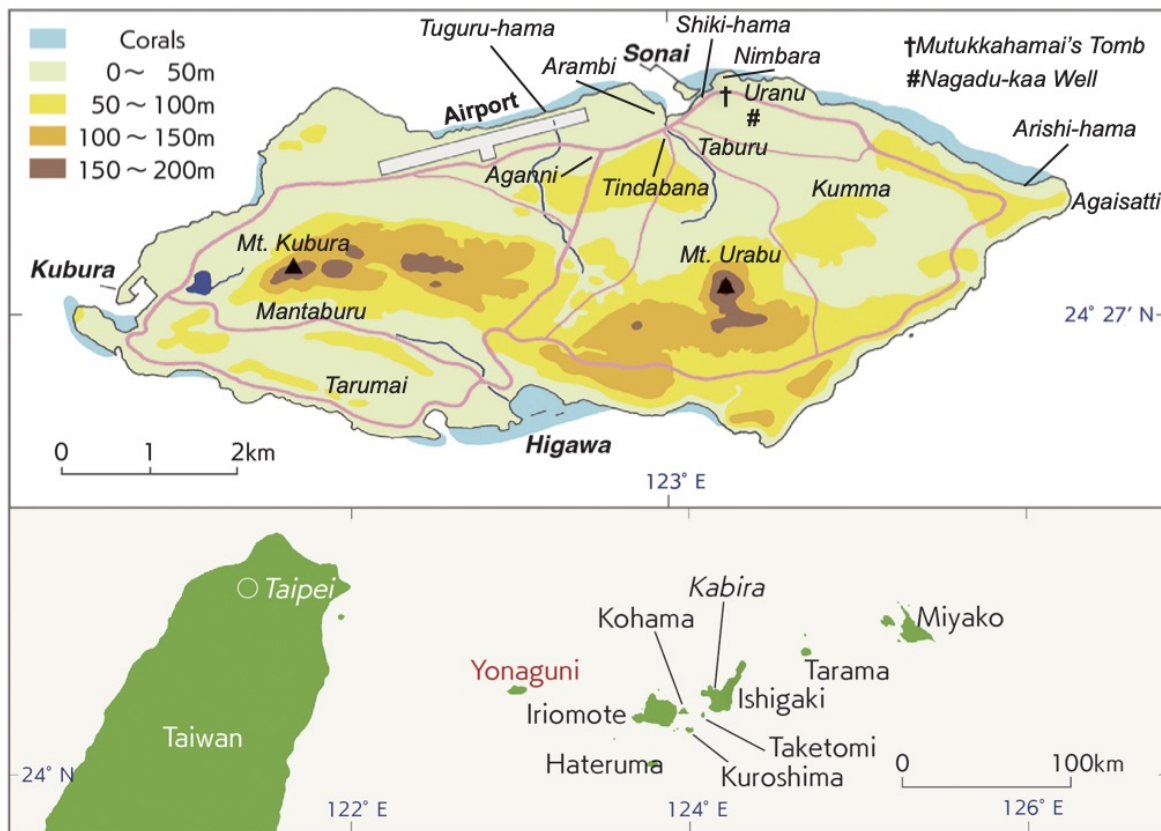 Corals
0～ 50m
50～100m
100～150m
150～200m
Tuguru-hama
Shiki-hama
Arambi
Sonai
Nimbara
†Mutukkahamai's Tomb
#Nagadu-kaa Well
Airport
†
Uranu
#
Arishi-hama
Taburu
Aganni
Tindabana
Kumma
Agaisatti
Mt. Kubura
Mt. Urabu
Kubura
Mantaburu
24° 27′ N
Tarumai
0 1 2km
Higawa
123° E
Taipei
Kabira
Kohama
Miyako
Yonaguni
Tarama
Iriomote
Ishigaki
Taiwan
Taketomi
Hateruma
Kuroshima
0 100km
24° N
122° E
124° E
126° E